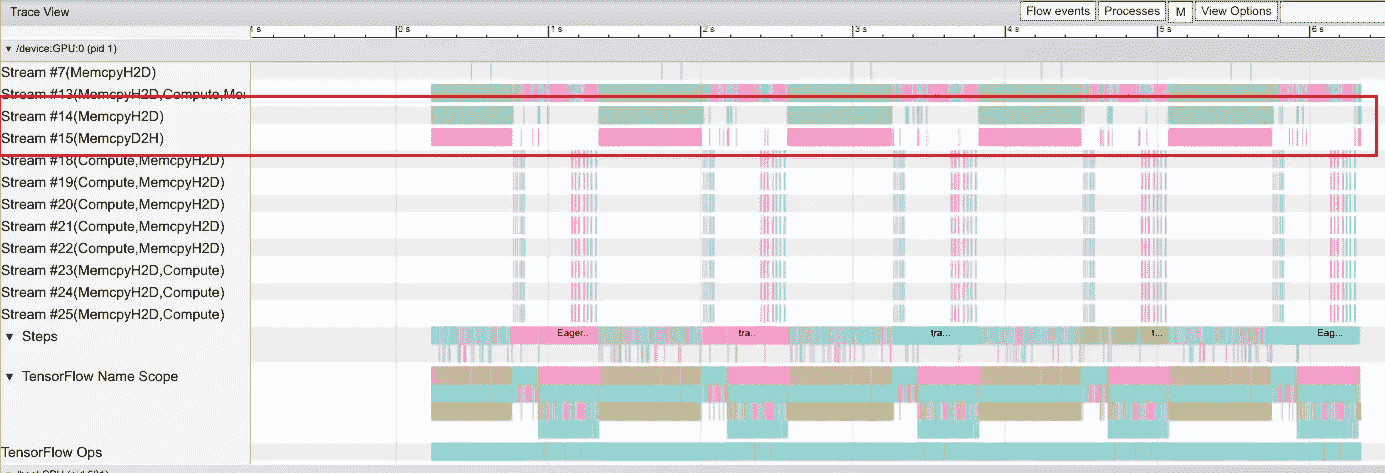 Trace View Flow events Processes M View Options
1 s 0 s 1 s 2 s 3 s 4 s 5 s 6 s
▼ /device:GPU:0 (pid 1)
Stream #7(MemcpyH2D)
Stream #13(MemcpyH2D,Compute,Mem
Stream #14(MemcpyH2D)
Stream #15(MemcpyD2H)
Stream #18(Compute,MemcpyH2D)
Stream #19(Compute,MemcpyH2D)
Stream #20(Compute,MemcpyH2D)
Stream #21(Compute,MemcpyH2D)
Stream #22(Compute,MemcpyH2D)
Stream #23(MemcpyH2D,Compute)
Stream #24(MemcpyH2D,Compute)
Stream #25(MemcpyH2D,Compute)
▼ Steps Eager... tra... tra... t... Eag...
▼ TensorFlow Name Scope
TensorFlow Ops